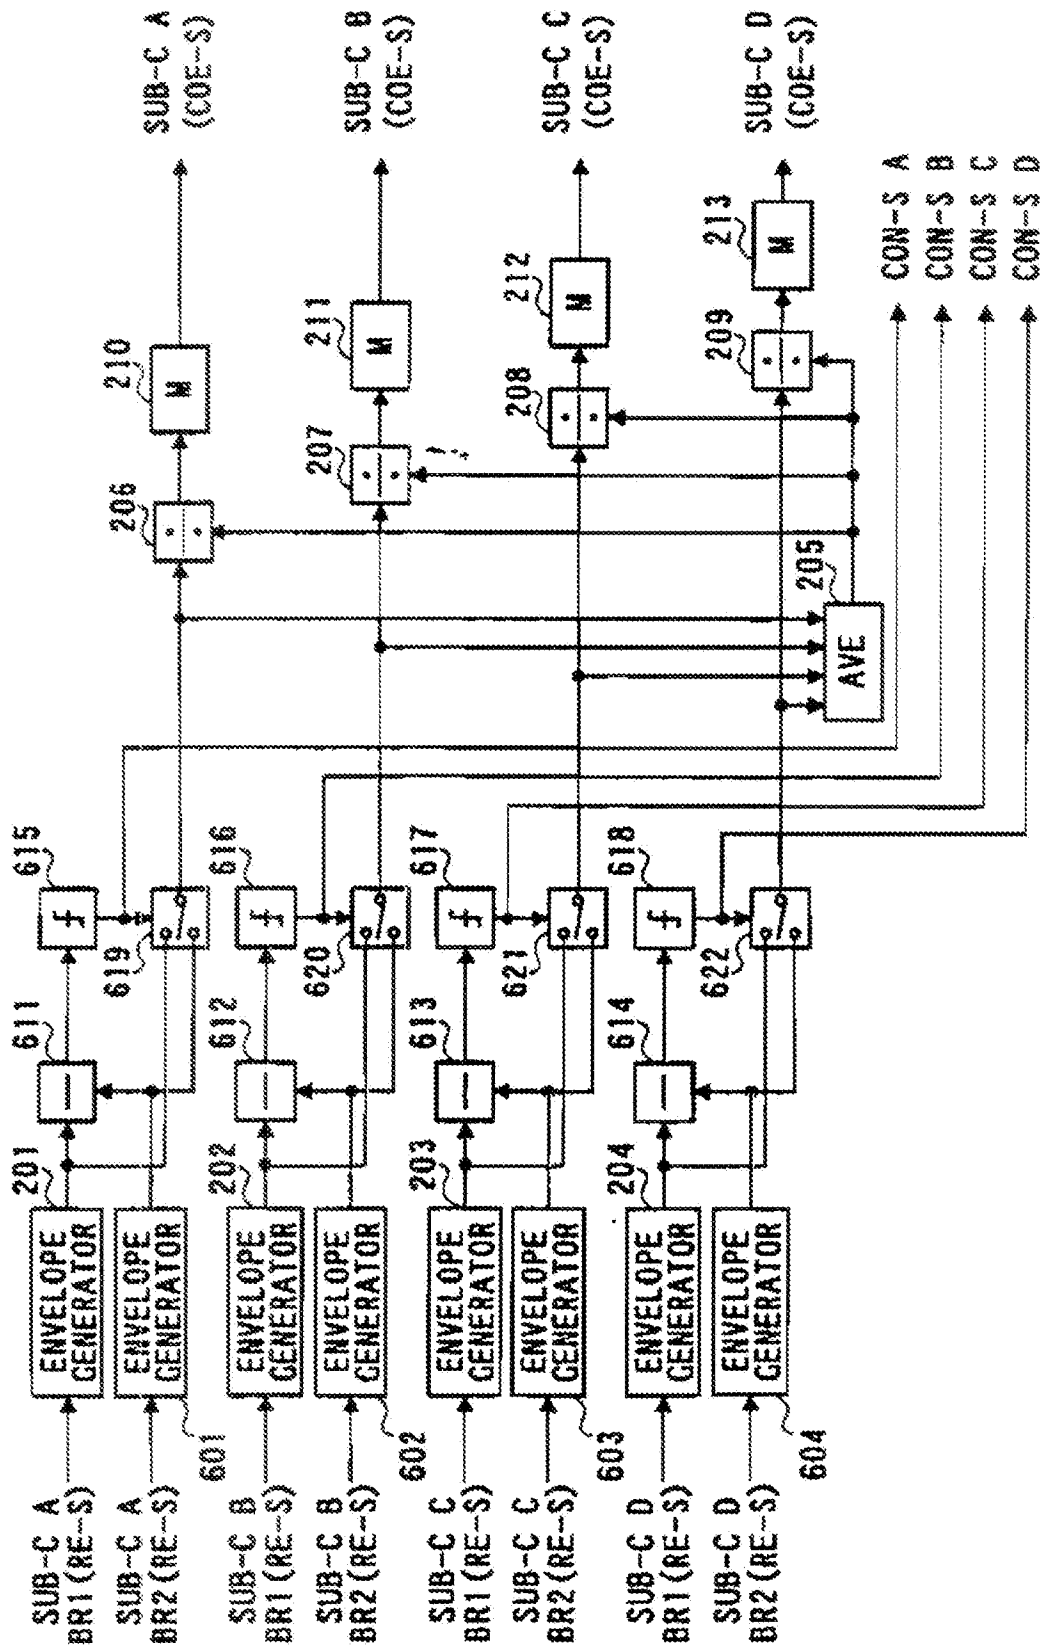 SUB-C A
BR1(RE-S)
SUB-C A
BR2(RE-S)
SUB-C B
BR1(RE-S)
SUB-C B
BR2(RE-S)
SUB-C C
BR1(RE-S)
SUB-C C
BR2(RE-S)
SUB-C D
BR1(RE-S)
SUB-C D
BR2(RE-S)
201
ENVELOPE
GENERATOR
601
ENVELOPE
GENERATOR
202
ENVELOPE
GENERATOR
602
ENVELOPE
GENERATOR
203
ENVELOPE
GENERATOR
603
ENVELOPE
GENERATOR
204
ENVELOPE
GENERATOR
604
ENVELOPE
GENERATOR
611
612
613
614
615
616
617
618
619
620
621
622
205
AVE
206
207
208
209
210
M
211
M
212
M
213
M
SUB-C A
(COE-S)
SUB-C B
(COE-S)
SUB-C C
(COE-S)
SUB-C D
(COE-S)
CON-S A
CON-S B
CON-S C
CON-S D